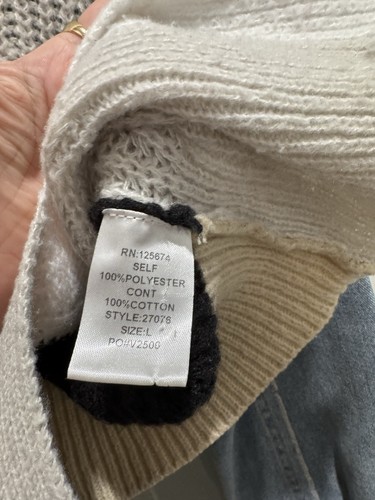 RN:125674
SELF
100%POLYESTER
CONT
100%COTTON
STYLE:27076
SIZE:L
PO#V2500